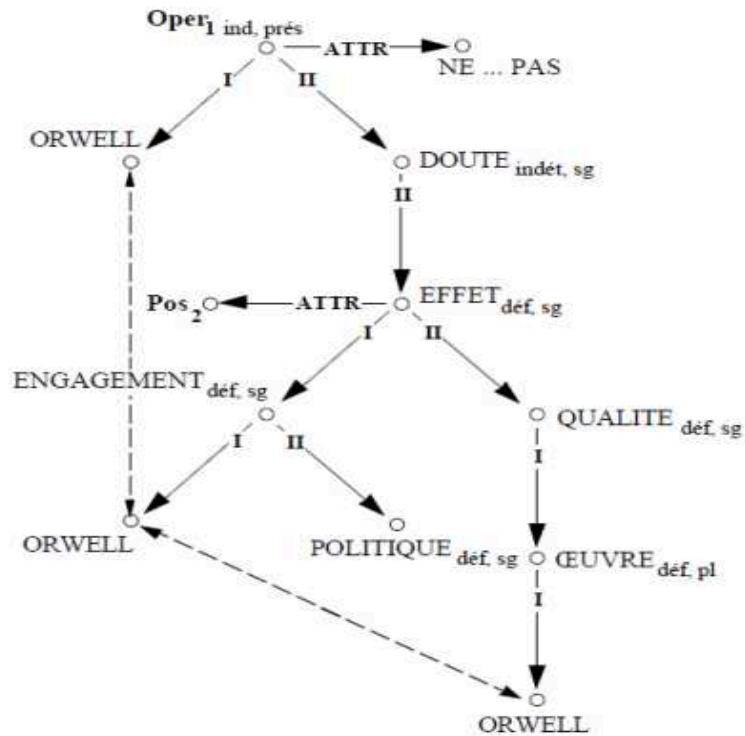 Oper1 ind, prés
ATTR
NE ... PAS
I II
ORWELL
DOUTE indét, sg
II
Pos2
ATTR
EFFET déf, sg
I II
ENGAGEMENT déf, sg
QUALITE déf, sg
I II
I
ORWELL
POLITIQUE déf, sg
ŒUVRE déf, pl
I
ORWELL